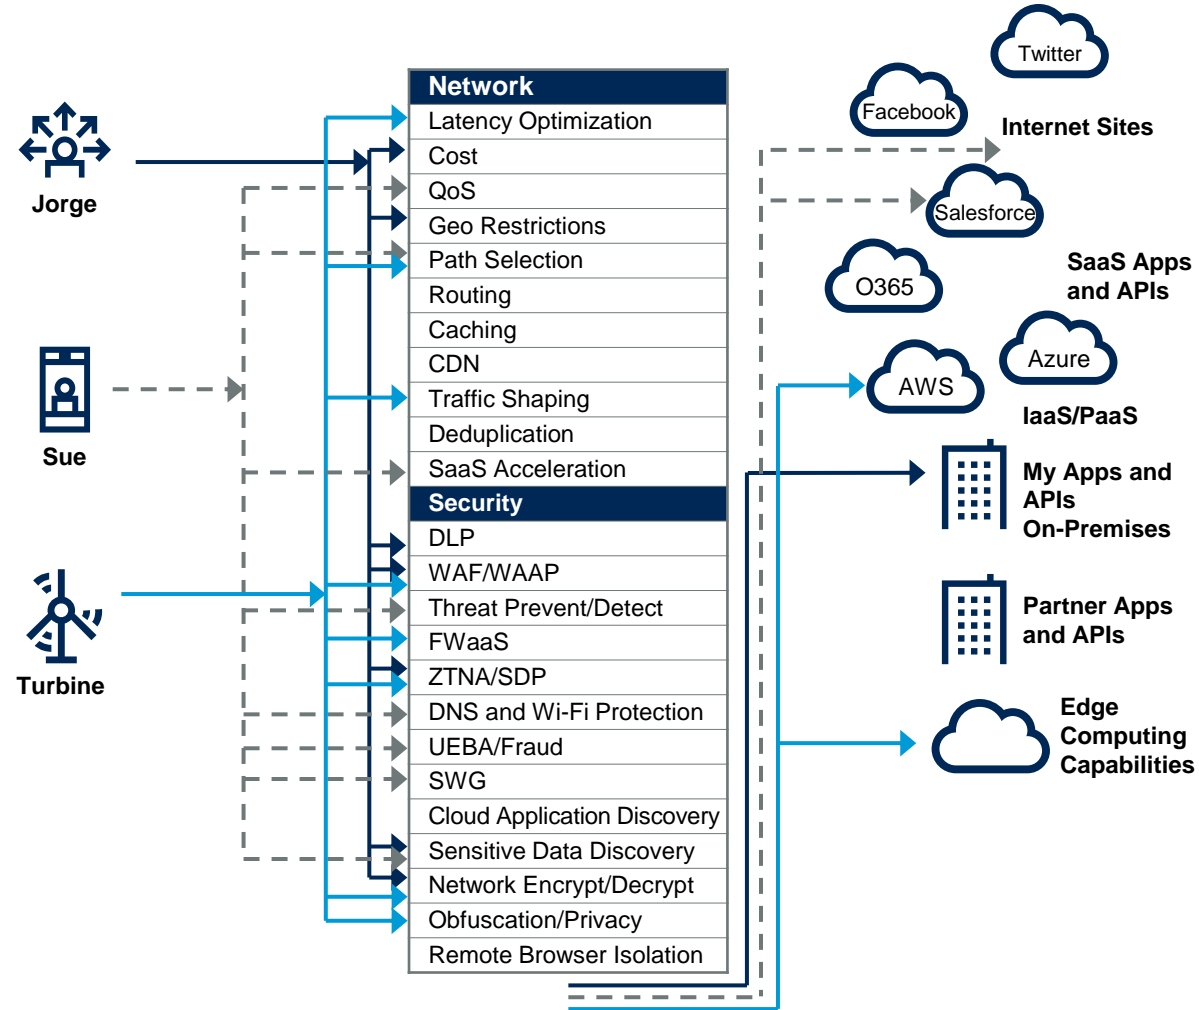 Jorge
Sue
Turbine
Network
Latency Optimization
Cost
QoS
Geo Restrictions
Path Selection
Routing
Caching
CDN
Traffic Shaping
Deduplication
SaaS Acceleration
Security
DLP
WAF/WAAP
Threat Prevent/Detect
FWaaS
ZTNA/SDP
DNS and Wi-Fi Protection
UEBA/Fraud
SWG
Cloud Application Discovery
Sensitive Data Discovery
Network Encrypt/Decrypt
Obfuscation/Privacy
Remote Browser Isolation
Twitter
Facebook
Internet Sites
Salesforce
O365
SaaS Apps
and APIs
Azure
AWS
IaaS/PaaS
My Apps and
APIs
On-Premises
Partner Apps
and APIs
Edge
Computing
Capabilities